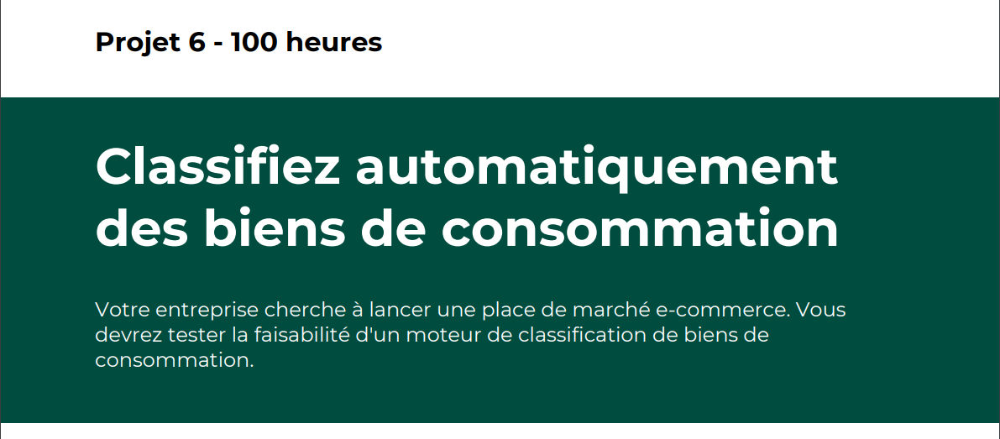 Projet 6 - 100 heures
Classifiez automatiquement
des biens de consommation
Votre entreprise cherche à lancer une place de marché e-commerce. Vous
devrez tester la faisabilité d'un moteur de classification de biens de
consommation.